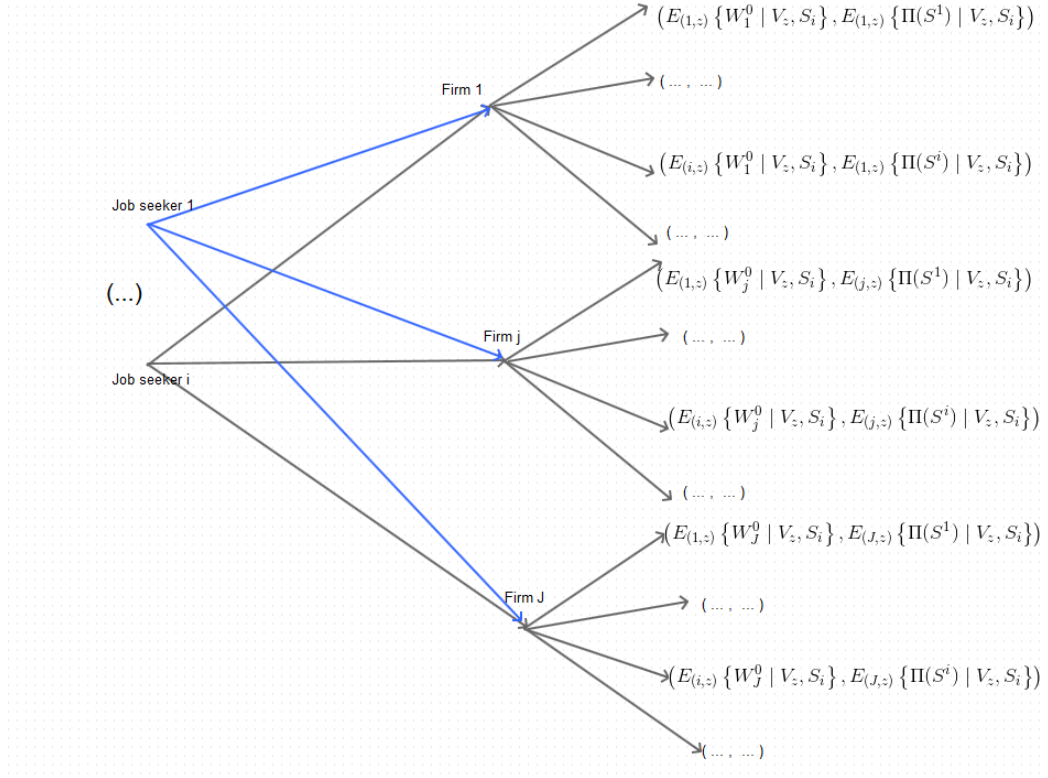 (E_{(1,z)} {W_1^0 | V_z, S_i}, E_{(1,z)} {Π(S^1) | V_z, S_i})
Firm 1
( ... , ... )
(E_{(i,z)} {W_1^0 | V_z, S_i}, E_{(1,z)} {Π(S^i) | V_z, S_i})
Job seeker 1
( ... , ... )
(E_{(1,z)} {W_j^0 | V_z, S_i}, E_{(j,z)} {Π(S^1) | V_z, S_i})
(...)
Firm j
( ... , ... )
Job seeker i
(E_{(i,z)} {W_j^0 | V_z, S_i}, E_{(j,z)} {Π(S^i) | V_z, S_i})
( ... , ... )
(E_{(1,z)} {W_J^0 | V_z, S_i}, E_{(J,z)} {Π(S^1) | V_z, S_i})
Firm J
( ... , ... )
(E_{(i,z)} {W_J^0 | V_z, S_i}, E_{(J,z)} {Π(S^i) | V_z, S_i})
( ... , ... )